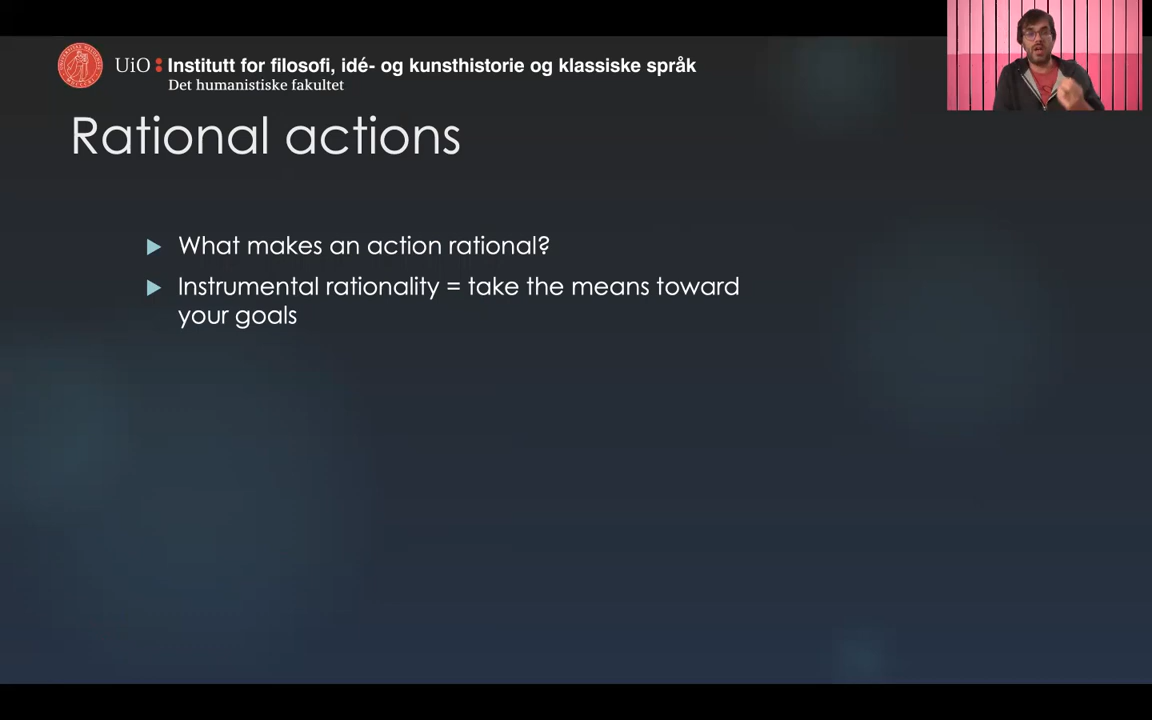 UiO : Institutt for filosofi, idé- og kunsthistorie og klassiske språk
Det humanistiske fakultet
Rational actions
What makes an action rational?
Instrumental rationality = take the means toward
your goals